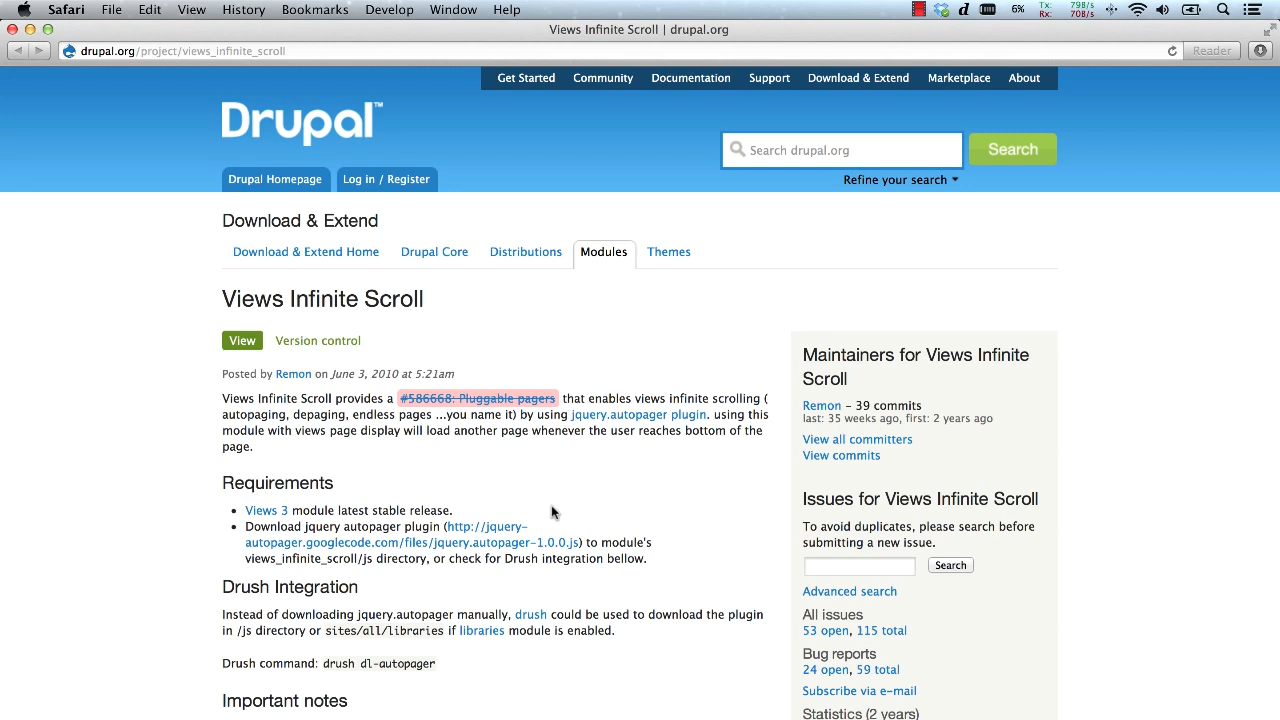 Safari File Edit View History Bookmarks Develop Window Help 6% Tx: 798/s Rx: 708/s
Views Infinite Scroll | drupal.org
drupal.org/project/views_infinite_scroll Reader
Get Started Community Documentation Support Download & Extend Marketplace About
Drupal™
Search drupal.org Search
Refine your search
Drupal Homepage Log in / Register
Download & Extend
Download & Extend Home Drupal Core Distributions Modules Themes
Views Infinite Scroll
View Version control
Posted by Remon on June 3, 2010 at 5:21am
Views Infinite Scroll provides a #586668: Pluggable pagers that enables views infinite scrolling (
autopaging, depaging, endless pages ...you name it) by using jquery.autopager plugin. using this
module with views page display will load another page whenever the user reaches bottom of the
page.
Requirements
• Views 3 module latest stable release.
• Download jquery autopager plugin (http://jquery-
autopager.googlecode.com/files/jquery.autopager-1.0.0.js) to module's
views_infinite_scroll/js directory, or check for Drush integration bellow.
Drush Integration
Instead of downloading jquery.autopager manually, drush could be used to download the plugin
in /js directory or sites/all/libraries if libraries module is enabled.
Drush command: drush dl-autopager
Important notes
Maintainers for Views Infinite
Scroll
Remon – 39 commits
last: 35 weeks ago, first: 2 years ago
View all committers
View commits
Issues for Views Infinite Scroll
To avoid duplicates, please search before
submitting a new issue.
Search
Advanced search
All issues
53 open, 115 total
Bug reports
24 open, 59 total
Subscribe via e-mail
Statistics (2 years)